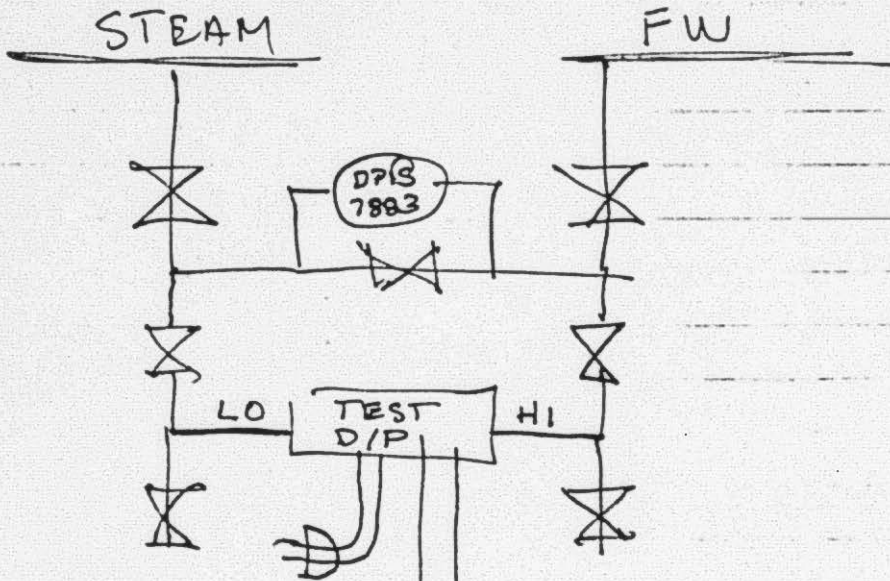 STEAM
FW
DPIS
7883
LO
TEST
HI
D/P